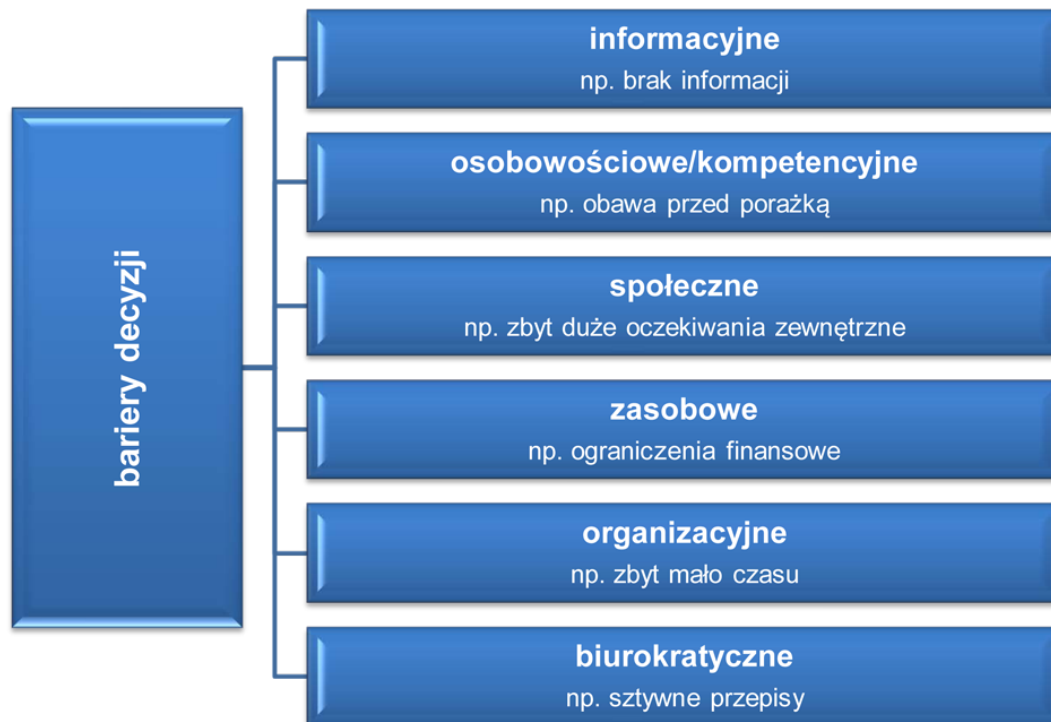 bariery decyzji
informacyjne
np. brak informacji
osobowościowe/kompetencyjne
np. obawa przed porażką
społeczne
np. zbyt duże oczekiwania zewnętrzne
zasobowe
np. ograniczenia finansowe
organizacyjne
np. zbyt mało czasu
biurokratyczne
np. sztywne przepisy